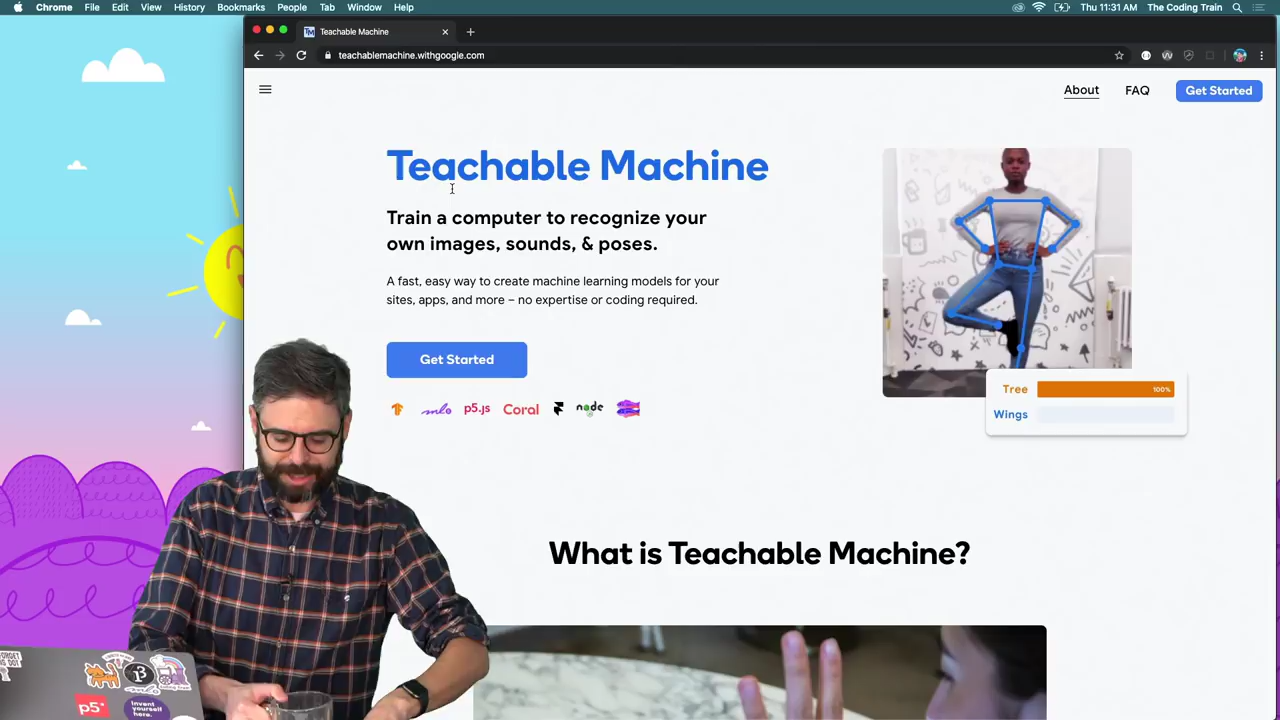 Chrome File Edit View History Bookmarks People Tab Window Help
Thu 11:31 AM The Coding Train
Teachable Machine
teachablemachine.withgoogle.com
About FAQ Get Started
Teachable Machine
Train a computer to recognize your
own images, sounds, & poses.
A fast, easy way to create machine learning models for your
sites, apps, and more – no expertise or coding required.
Get Started
p5.js Coral node
Tree 100%
Wings
What is Teachable Machine?
p5*
Invent
yourself
here.